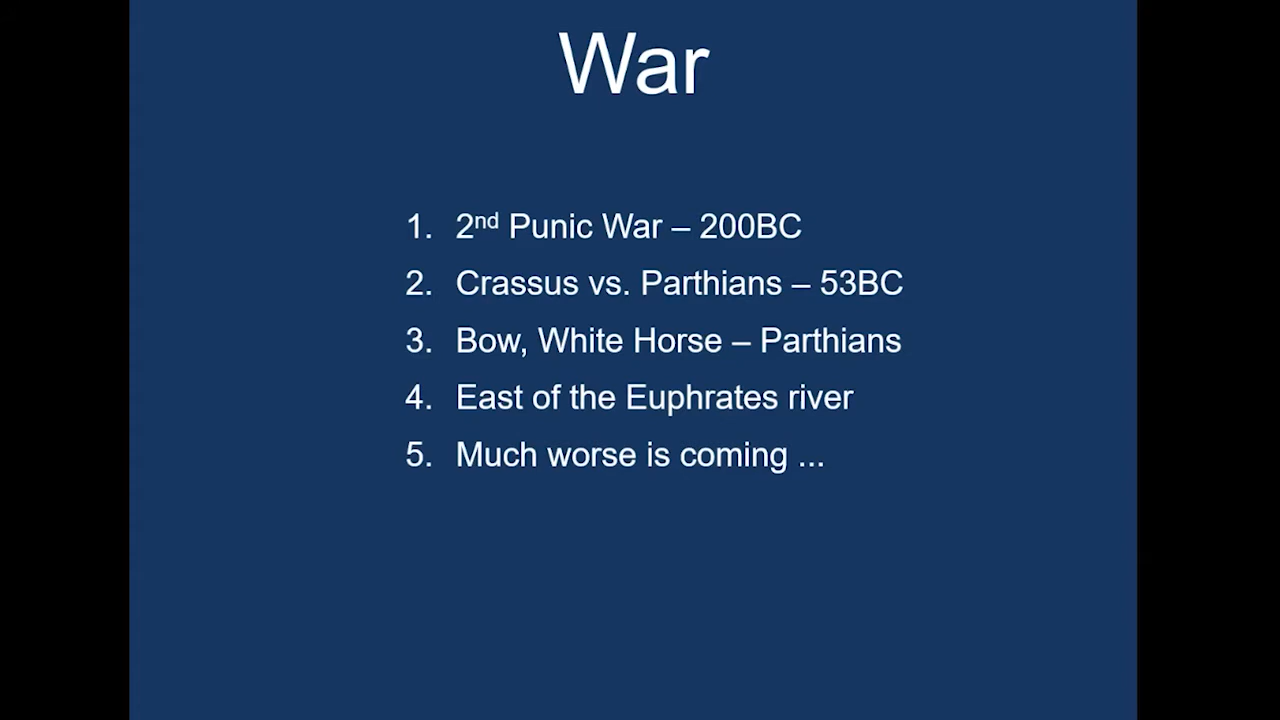 War
1. 2nd Punic War – 200BC
2. Crassus vs. Parthians – 53BC
3. Bow, White Horse – Parthians
4. East of the Euphrates river
5. Much worse is coming ...